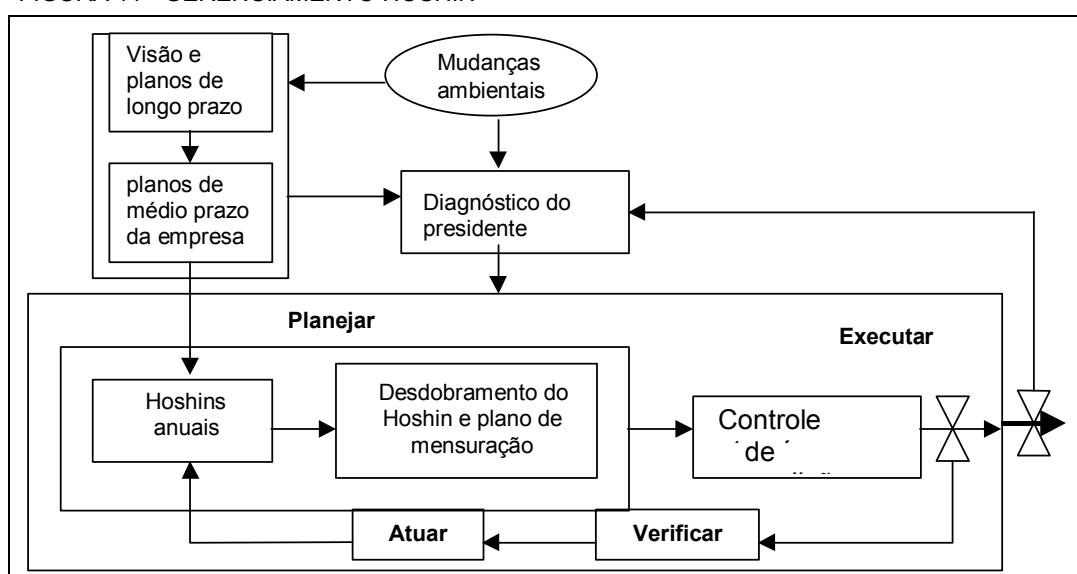 Visão e
planos de
longo prazo
Mudanças
ambientais
planos de
médio prazo
da empresa
Diagnóstico do
presidente
Planejar
Executar
Hoshins
anuais
Desdobramento do
Hoshin e plano de
mensuração
Controle
de
Atuar
Verificar